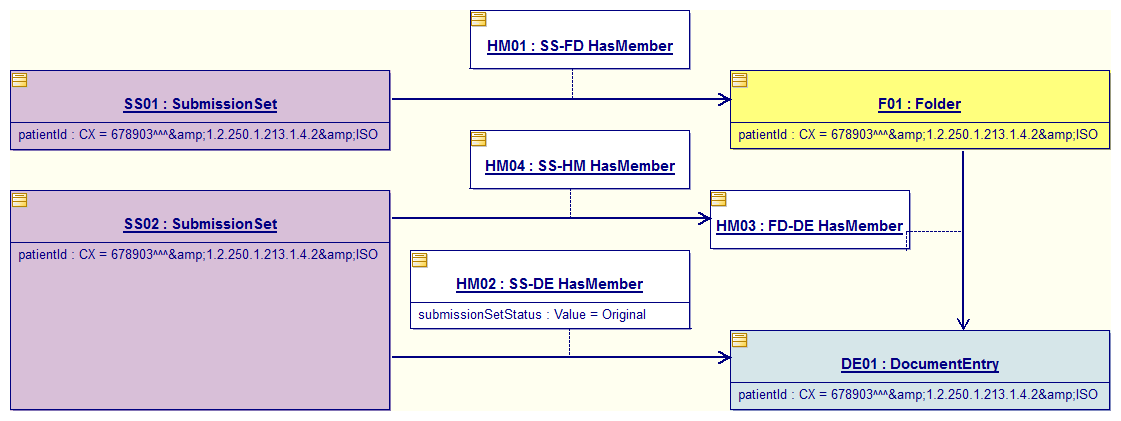 HM01 : SS-FD HasMember
SS01 : SubmissionSet
patientId : CX = 678903^^^&amp;1.2.250.1.213.1.4.2&amp;ISO
F01 : Folder
patientId : CX = 678903^^^&amp;1.2.250.1.213.1.4.2&amp;ISO
HM04 : SS-HM HasMember
SS02 : SubmissionSet
patientId : CX = 678903^^^&amp;1.2.250.1.213.1.4.2&amp;ISO
HM03 : FD-DE HasMember
HM02 : SS-DE HasMember
submissionSetStatus : Value = Original
DE01 : DocumentEntry
patientId : CX = 678903^^^&amp;1.2.250.1.213.1.4.2&amp;ISO